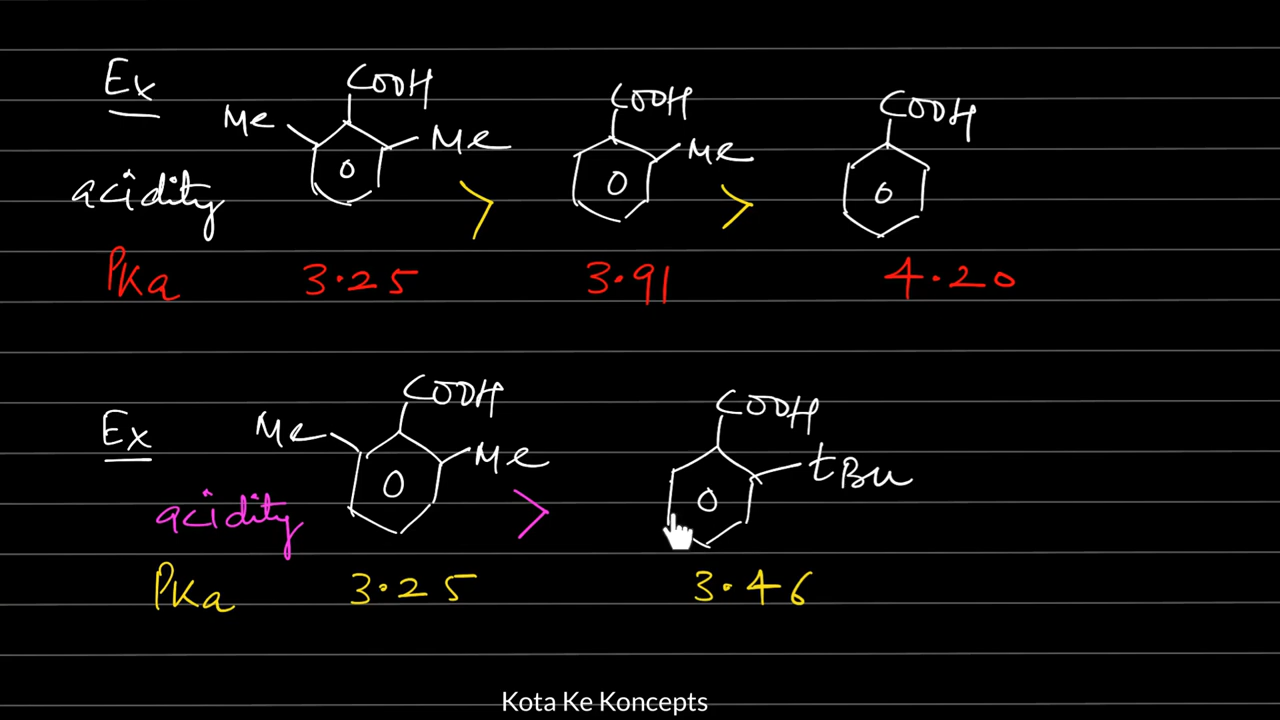 Ex
COOH COOH COOH
Me Me Me
acidity > >
PKa 3.25 3.91 4.20
Ex
COOH COOH
Me Me tBu
acidity >
PKa 3.25 3.46
Kota Ke Koncepts